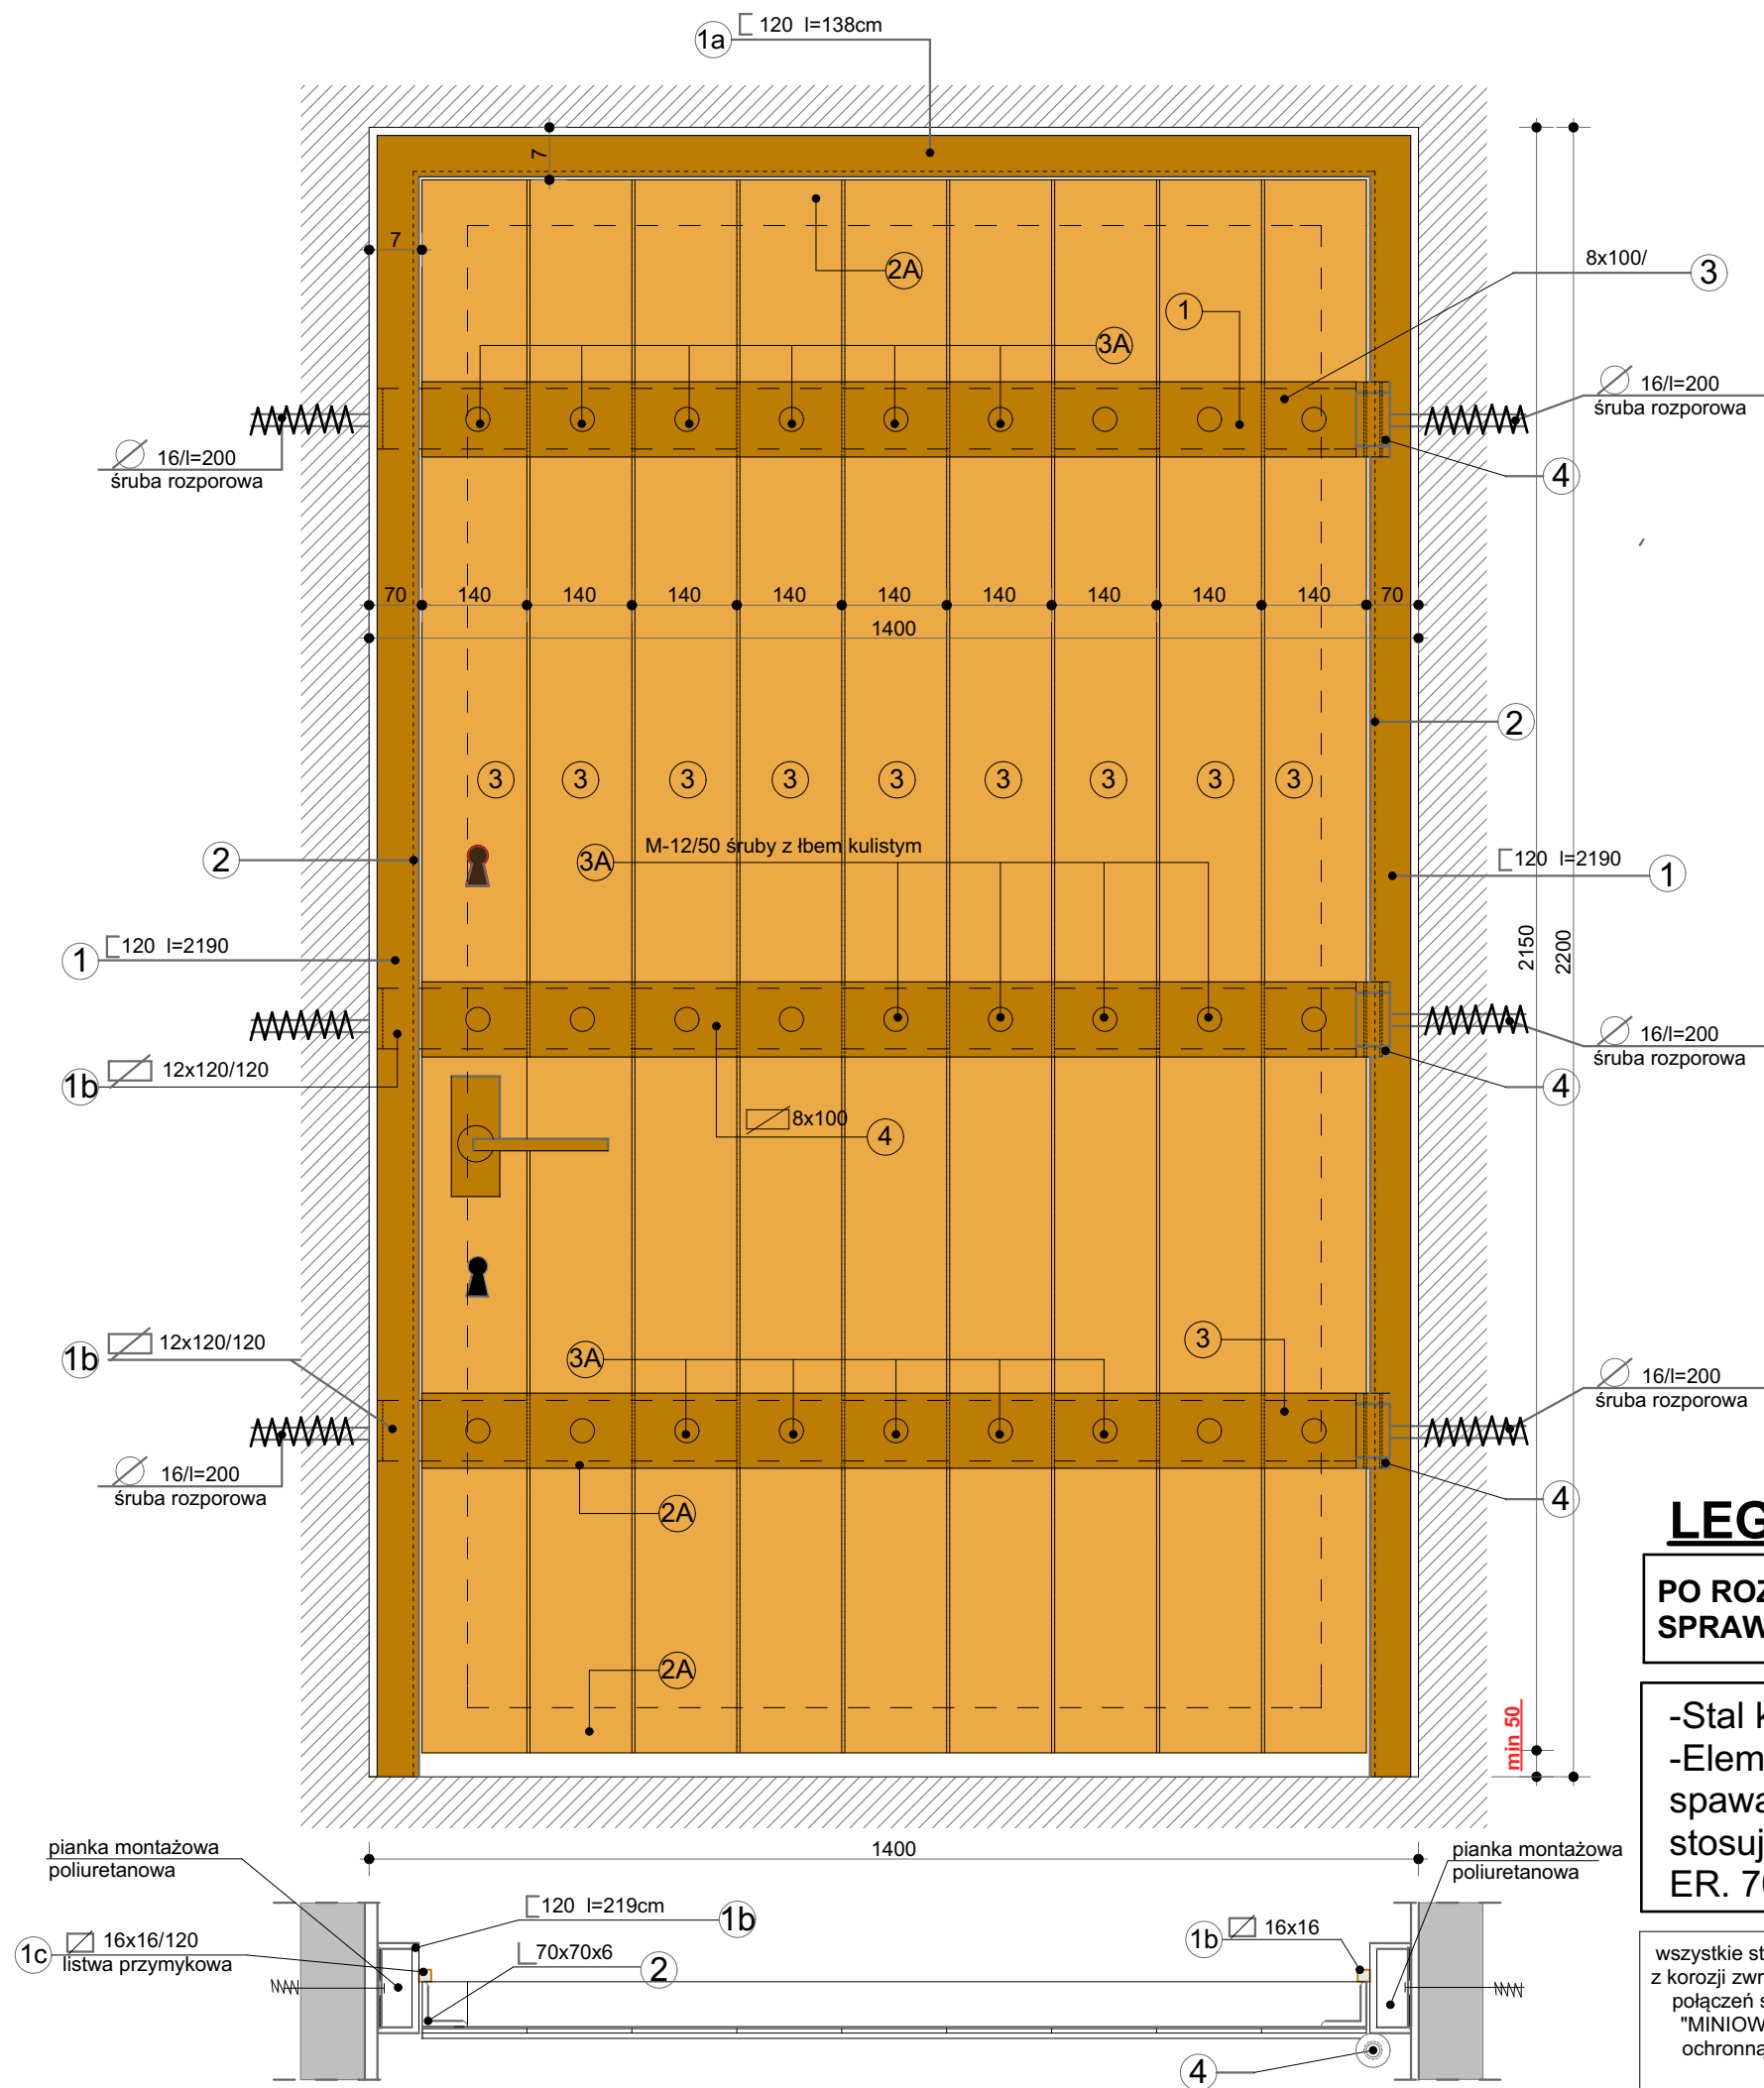 1a 120 l=138cm
7
7
2A
8x100/ 3
1
3A
16/l=200
śruba rozporowa
16/l=200
śruba rozporowa
4
70 140 140 140 140 140 140 140 140 140 70
1400
2
3 3 3 3 3 3 3 3 3
M-12/50 śruby z łbem kulistym
3A
2
120 l=2190
1
1 120 l=2190
2150
2200
16/l=200
śruba rozporowa
1b 12x120/120
4
8x100
4
1b 12x120/120
3A
3
16/l=200
śruba rozporowa
16/l=200
śruba rozporowa
4
2A
LEG
PO ROZ
SPRAW
2A
min 50
-Stal k
-Elem
spawa
stosuj
ER. 70
pianka montażowa
poliuretanowa
1400
pianka montażowa
poliuretanowa
120 l=219cm
1b
1b 16x16
1c 16x16/120
listwa przymykowa
70x70x6
2
4
wszystkie st
z korozji zwr
połączeń s
"MINIOW
ochronną